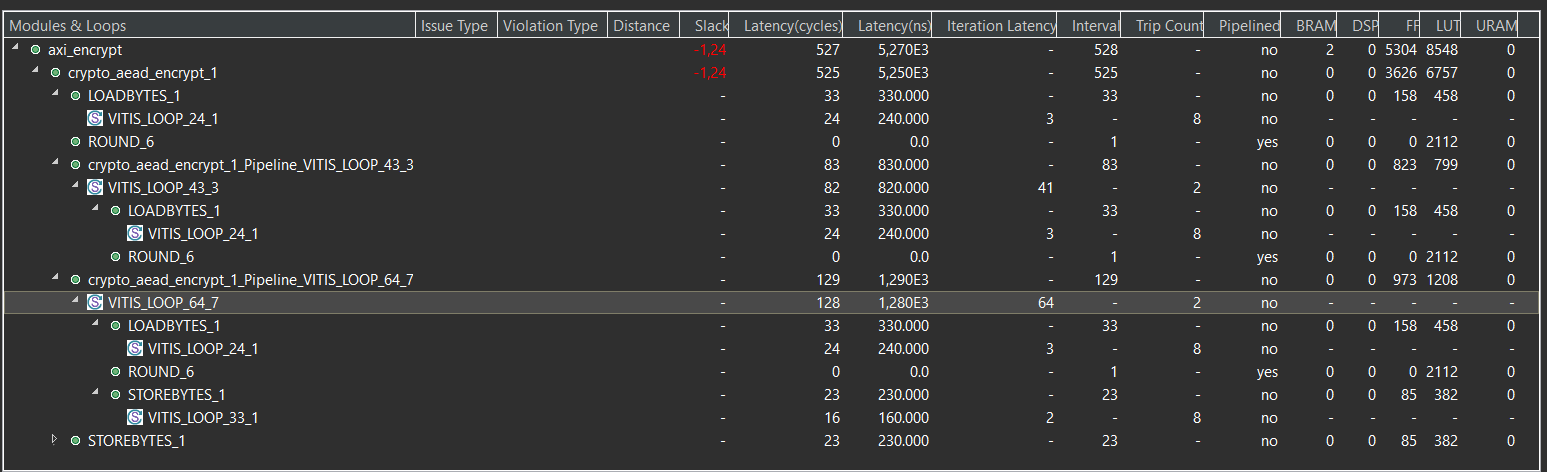 Modules & Loops Issue Type Violation Type Distance Slack Latency(cycles) Latency(ns) Iteration Latency Interval Trip Count Pipelined BRAM DSP FF LUT URAM
axi_encrypt -1,24 527 5,270E3 - 528 - no 2 0 5304 8548 0
crypto_aead_encrypt_1 -1,24 525 5,250E3 - 525 - no 0 0 3626 6757 0
LOADBYTES_1 - 33 330.000 - 33 - no 0 0 158 458 0
VITIS_LOOP_24_1 - 24 240.000 3 - 8 no - - - - -
ROUND_6 - 0 0.0 - 1 - yes 0 0 0 2112 0
crypto_aead_encrypt_1_Pipeline_VITIS_LOOP_43_3 - 83 830.000 - 83 - no 0 0 823 799 0
VITIS_LOOP_43_3 - 82 820.000 41 - 2 no - - - - -
LOADBYTES_1 - 33 330.000 - 33 - no 0 0 158 458 0
VITIS_LOOP_24_1 - 24 240.000 3 - 8 no - - - - -
ROUND_6 - 0 0.0 - 1 - yes 0 0 0 2112 0
crypto_aead_encrypt_1_Pipeline_VITIS_LOOP_64_7 - 129 1,290E3 - 129 - no 0 0 973 1208 0
VITIS_LOOP_64_7 - 128 1,280E3 64 - 2 no - - - - -
LOADBYTES_1 - 33 330.000 - 33 - no 0 0 158 458 0
VITIS_LOOP_24_1 - 24 240.000 3 - 8 no - - - - -
ROUND_6 - 0 0.0 - 1 - yes 0 0 0 2112 0
STOREBYTES_1 - 23 230.000 - 23 - no 0 0 85 382 0
VITIS_LOOP_33_1 - 16 160.000 2 - 8 no - - - - -
STOREBYTES_1 - 23 230.000 - 23 - no 0 0 85 382 0